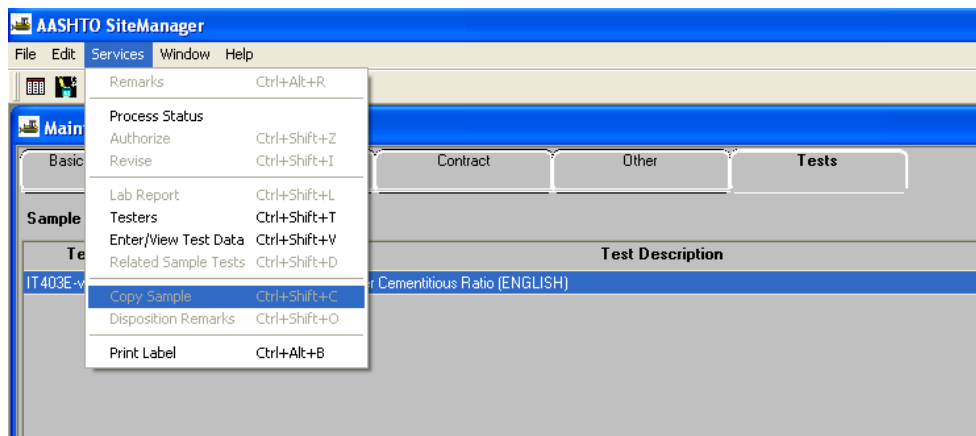 AASHTO SiteManager
File Edit Services Window Help
Remarks Ctrl+Alt+R
Process Status
Authorize Ctrl+Shift+Z
Revise Ctrl+Shift+I
Lab Report Ctrl+Shift+L
Testers Ctrl+Shift+T
Enter/View Test Data Ctrl+Shift+V
Related Sample Tests Ctrl+Shift+D
Copy Sample Ctrl+Shift+C
Disposition Remarks Ctrl+Shift+O
Print Label Ctrl+Alt+B
Main
Basic Contract Other Tests
Sample
Te Test Description
IT403E-v r Cementitious Ratio (ENGLISH)